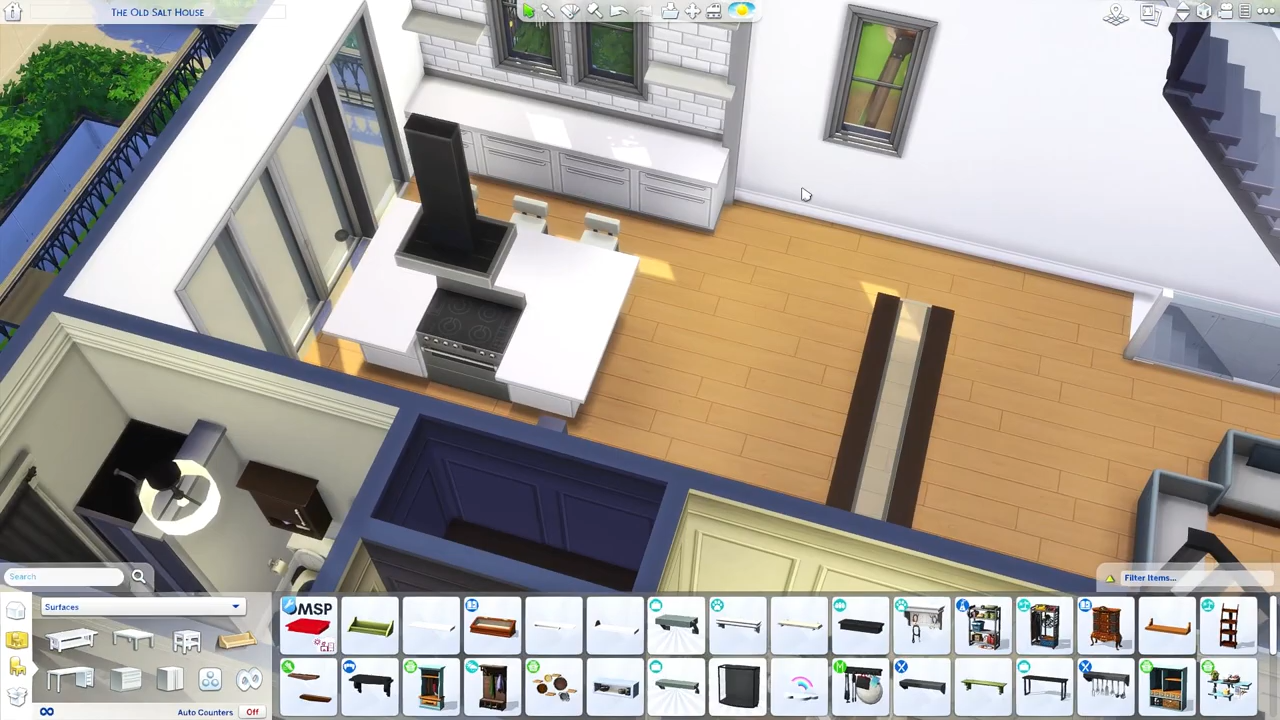 The Old Salt House
Search
Filter Items...
Surfaces
MSP
Auto Counters
Off